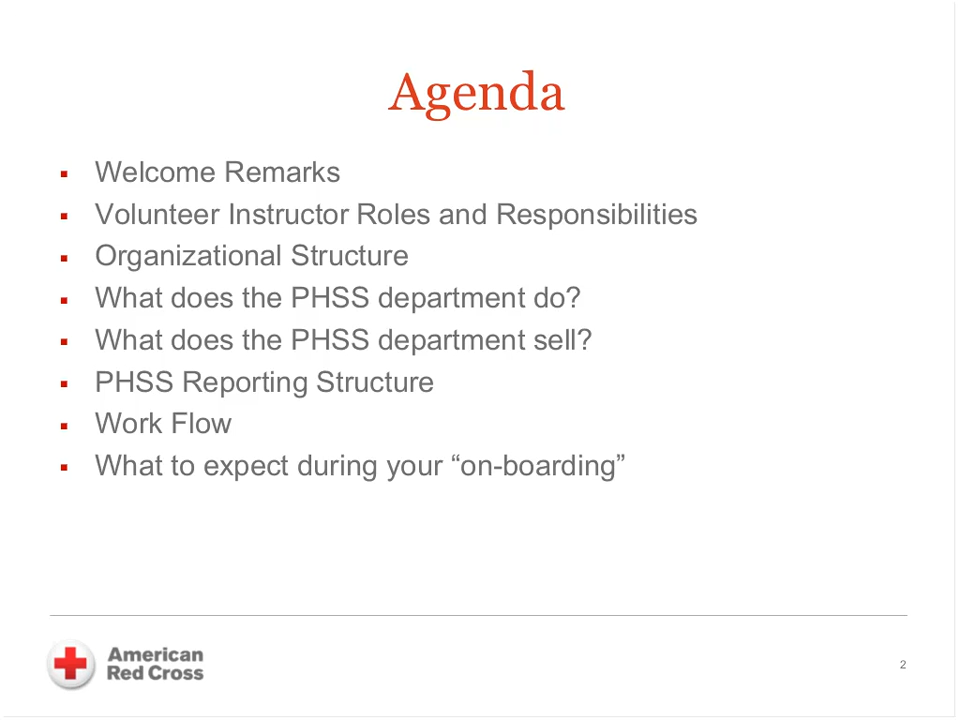 Agenda
▪ Welcome Remarks
▪ Volunteer Instructor Roles and Responsibilities
▪ Organizational Structure
▪ What does the PHSS department do?
▪ What does the PHSS department sell?
▪ PHSS Reporting Structure
▪ Work Flow
▪ What to expect during your “on-boarding”
American
Red Cross
2